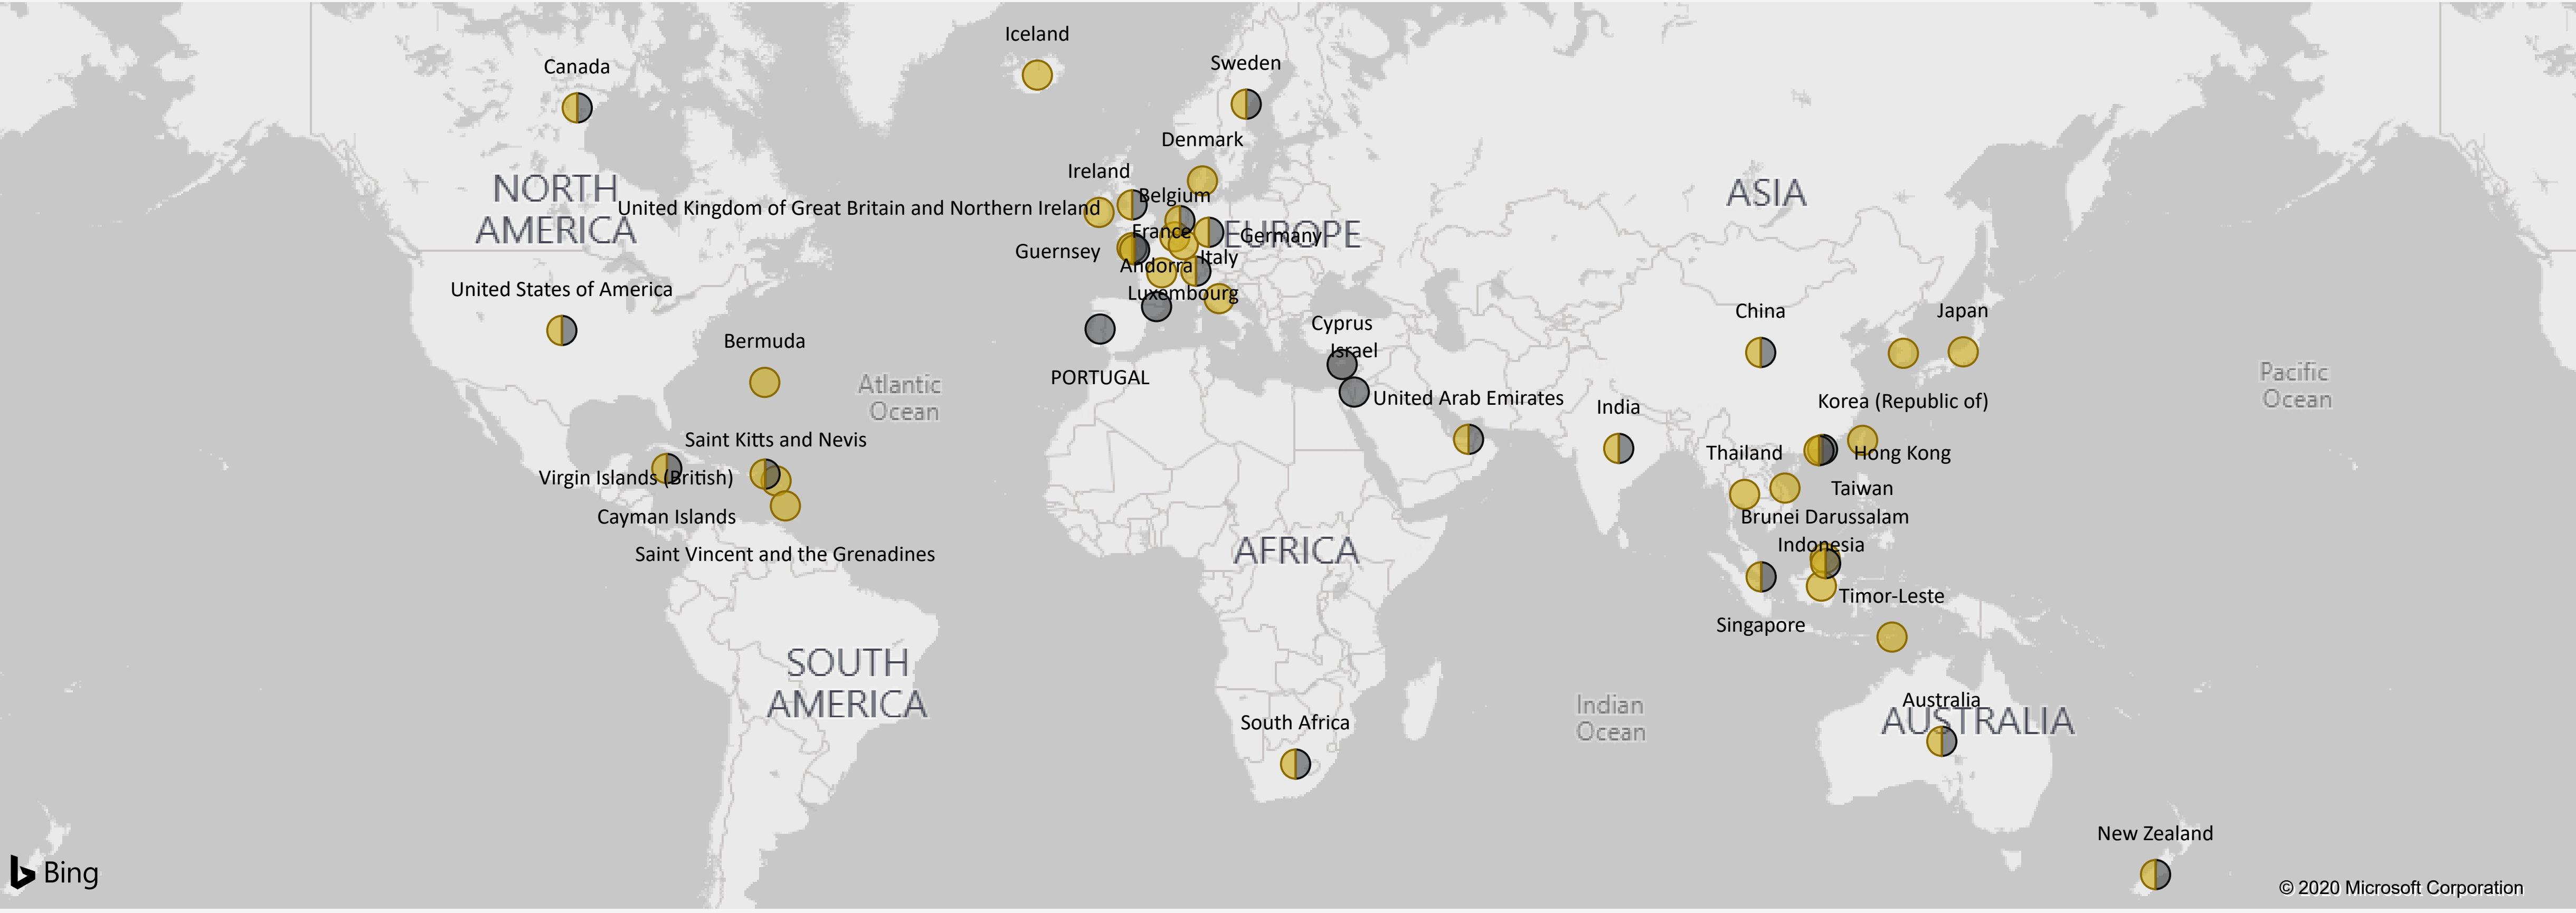 Iceland
Canada
Sweden
Denmark
Ireland
NORTH
AMERICA
Belgium
ASIA
United Kingdom of Great Britain and Northern Ireland
France
EUROPE
Germany
Guernsey
Italy
Andorra
United States of America
Luxembourg
China
Japan
Cyprus
Bermuda
Israel
PORTUGAL
Atlantic
Ocean
Pacific
Ocean
United Arab Emirates
India
Korea (Republic of)
Saint Kitts and Nevis
Thailand
Hong Kong
Virgin Islands (British)
Taiwan
Cayman Islands
Brunei Darussalam
Saint Vincent and the Grenadines
AFRICA
Indonesia
Timor-Leste
Singapore
SOUTH
AMERICA
Indian
Ocean
Australia
AUSTRALIA
South Africa
New Zealand
Bing
© 2020 Microsoft Corporation